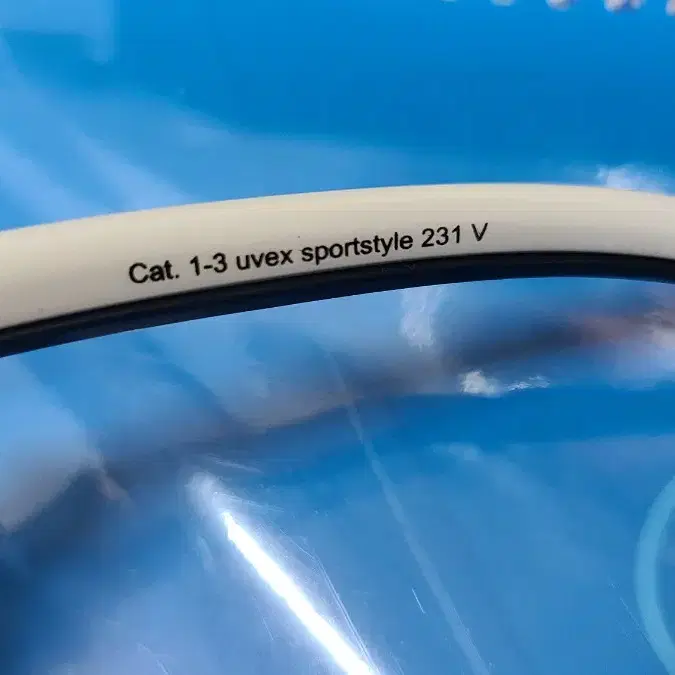 Cat. 1-3 uvex sportstyle 231 V